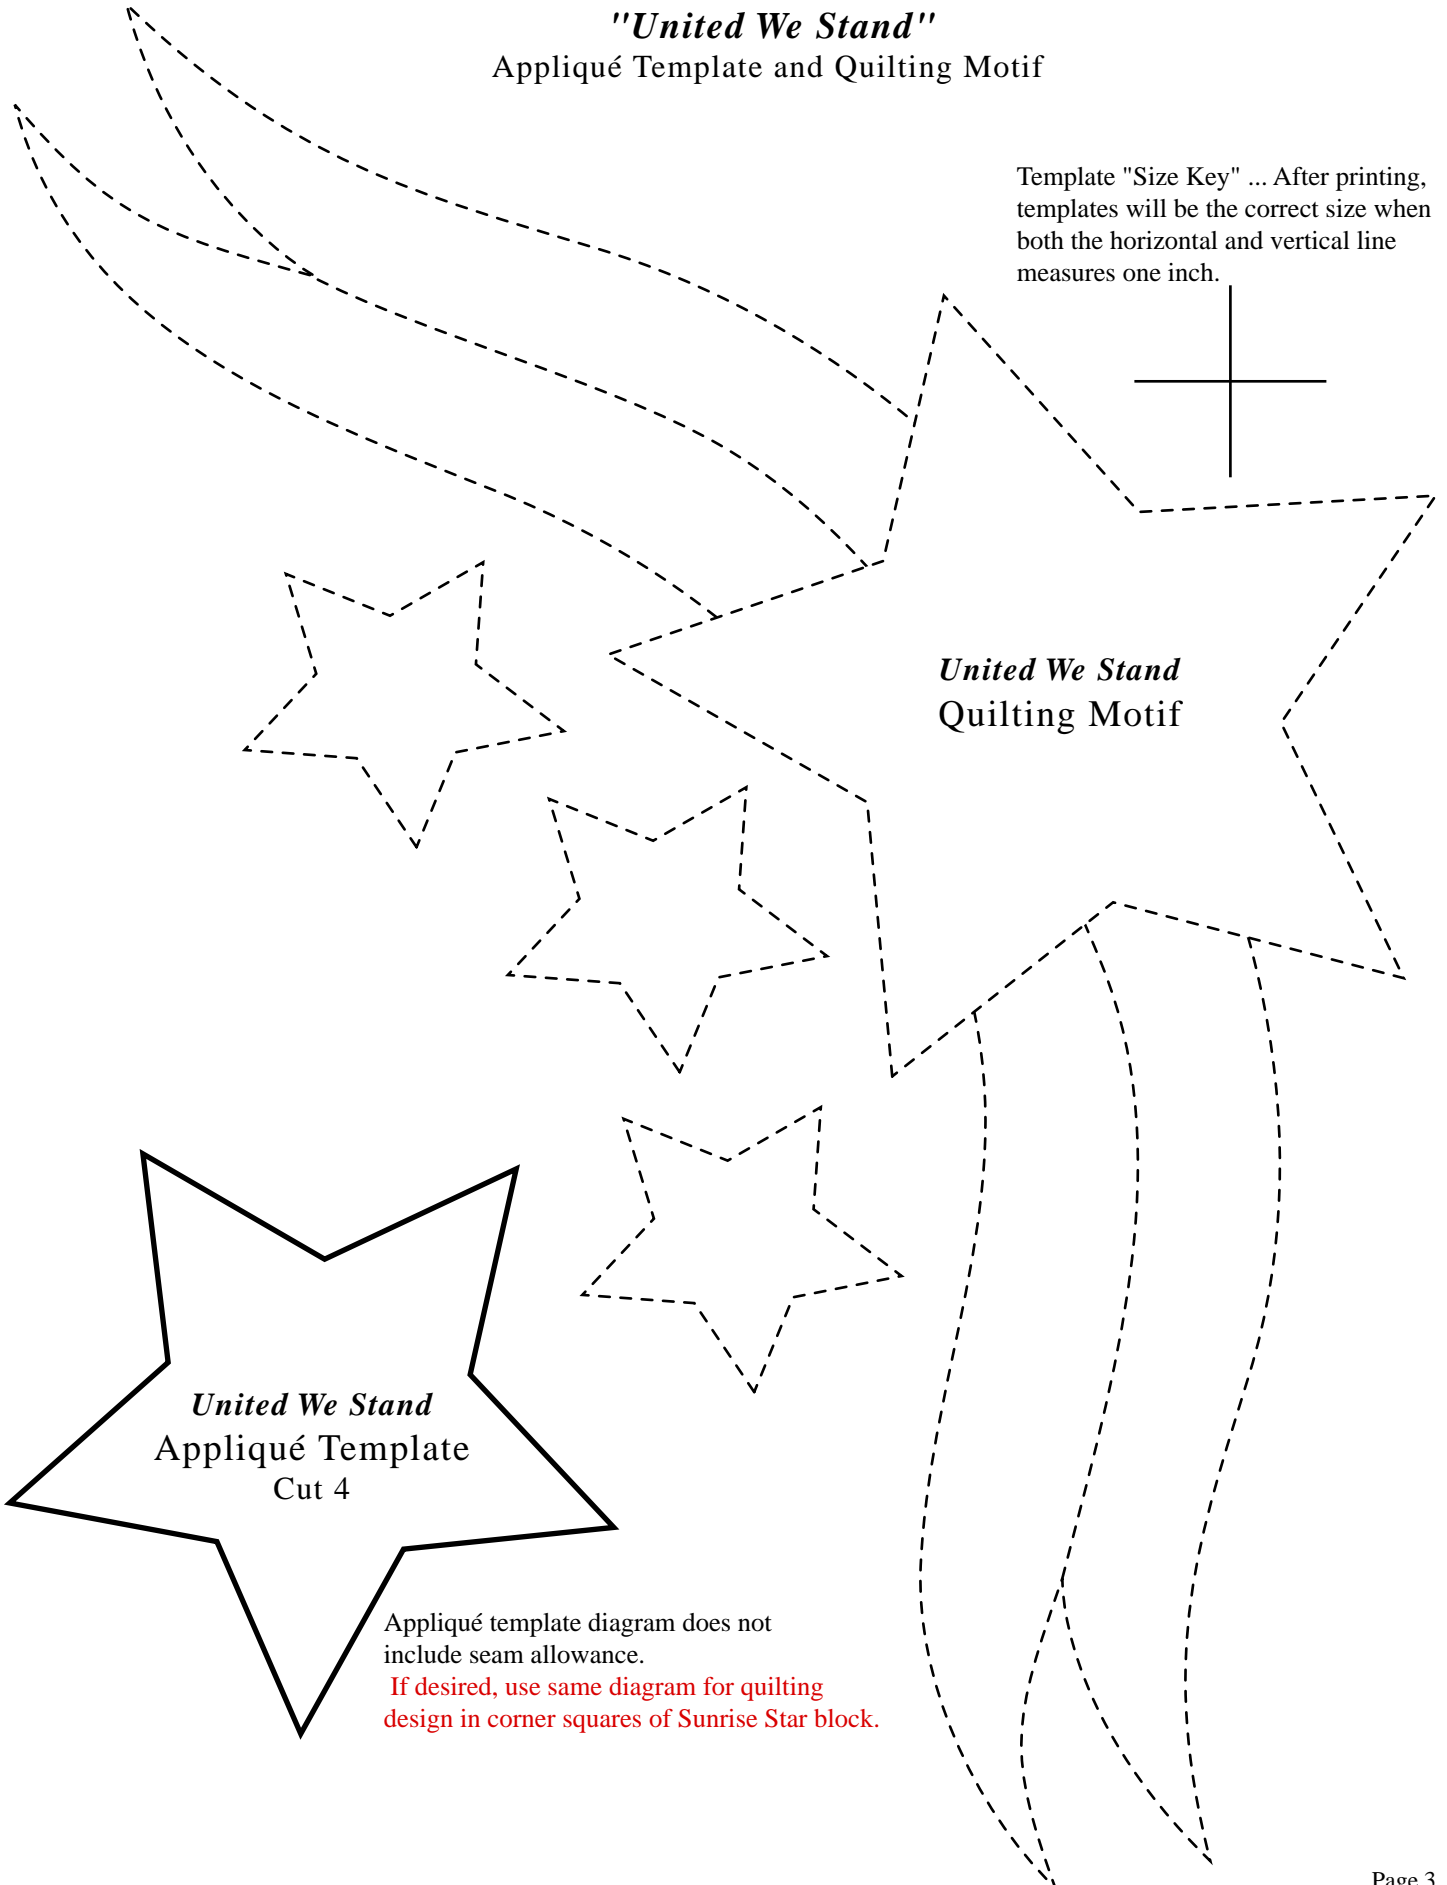 "United We Stand"
Appliqué Template and Quilting Motif
Template "Size Key" ... After printing,
templates will be the correct size when
both the horizontal and vertical line
measures one inch.
United We Stand
Quilting Motif
United We Stand
Appliqué Template
Cut 4
Appliqué template diagram does not
include seam allowance.
If desired, use same diagram for quilting
design in corner squares of Sunrise Star block.
Page 3